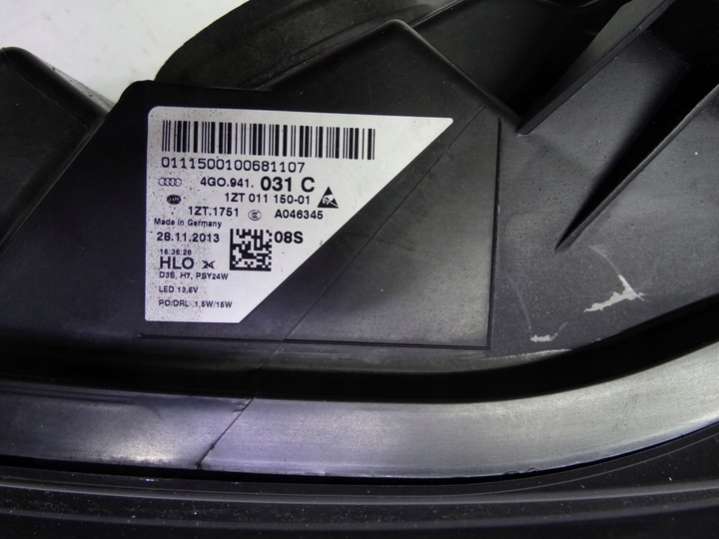 0111500100681107
4G0.941. 031 C
1ZT 011 150-01
1ZT.1751 A046345
Made in Germany
28.11.2013 08S
16:36:26
HLO
D3S, H7, PSY24W
LED 13,5V
PO/DRL 1,5W/15W